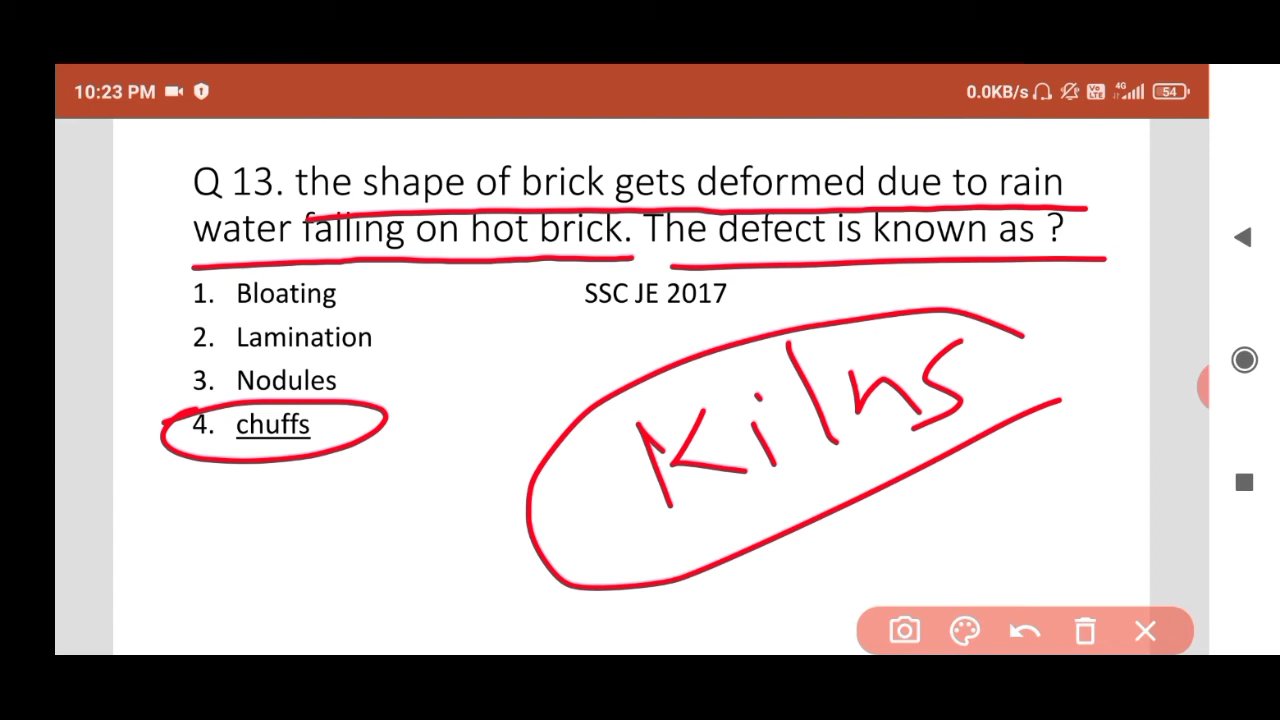 10:23 PM
0.0KB/s 4G 54
Q 13. the shape of brick gets deformed due to rain
water falling on hot brick. The defect is known as ?
1. Bloating
SSC JE 2017
2. Lamination
3. Nodules
4. chuffs
Kilns